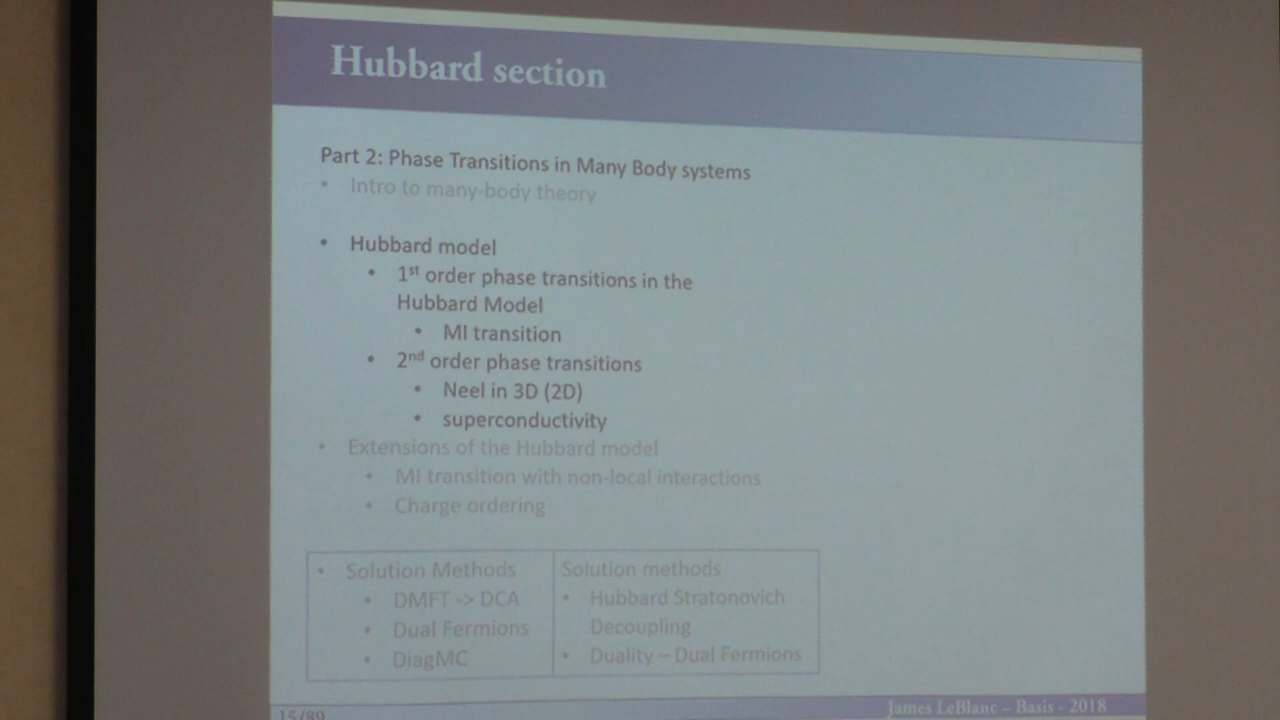 Hubbard section
Part 2: Phase Transitions in Many Body systems
• Intro to many-body theory
• Hubbard model
• 1st order phase transitions in the
Hubbard Model
• MI transition
• 2nd order phase transitions
• Neel in 3D (2D)
• superconductivity
• Extensions of the Hubbard model
• MI transition with non-local interactions
• Charge ordering
• Solution Methods
• DMFT -> DCA
• Dual Fermions
• DiagMC
Solution methods
• Hubbard Stratonovich
Decoupling
• Duality – Dual Fermions
15/89
James LeBlanc – Basis - 2018